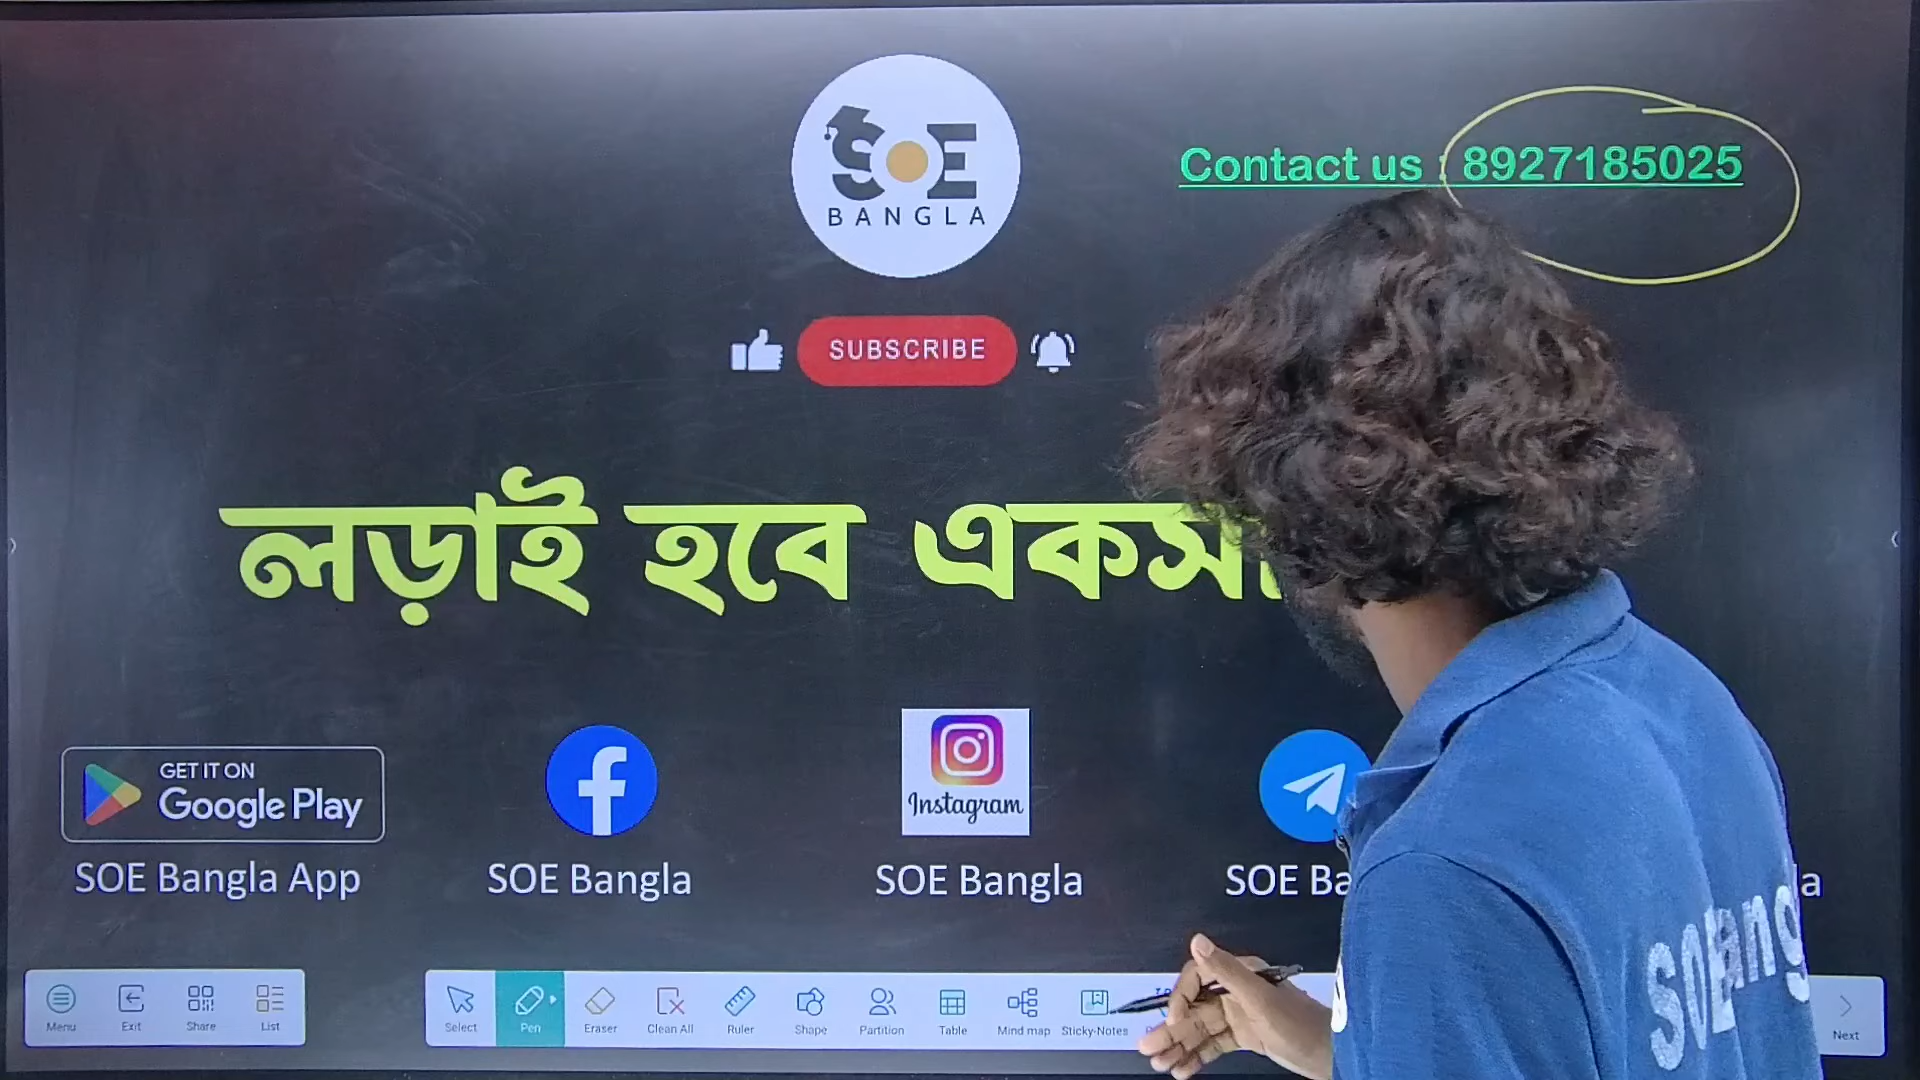 SOE
BANGLA
Contact us : 8927185025
SUBSCRIBE
লড়াই হবে
GET IT ON
Google Play
Instagram
SOE Bangla App
SOE Bangla
SOE Bangla
SOE
Menu
Exit
Share
List
Select
Pen
Eraser
Clean All
Ruler
Shape
Partition
Table
Mind map
Sticky-Notes
Next